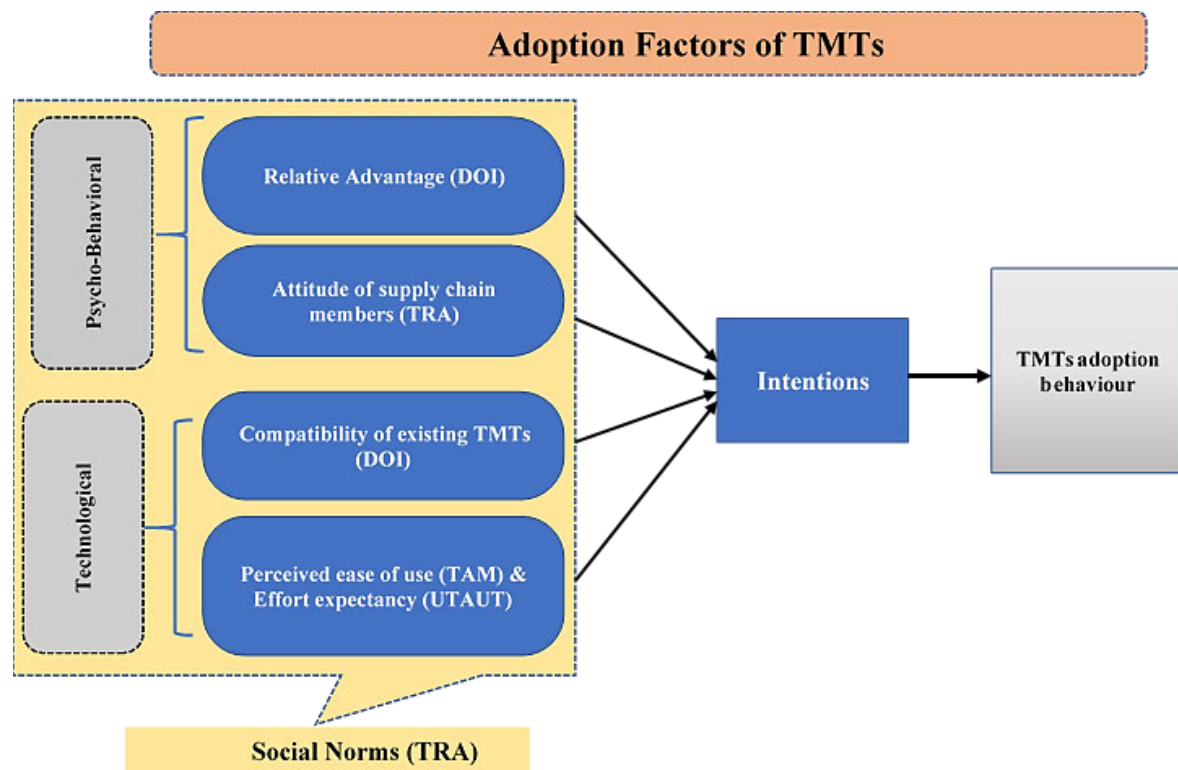 Adoption Factors of TMTs
Psycho-Behavioral
Relative Advantage (DOI)
Attitude of supply chain
members (TRA)
Technological
Compatibility of existing TMTs
(DOI)
Perceived ease of use (TAM) &
Effort expectancy (UTAUT)
Intentions
TMTs adoption
behaviour
Social Norms (TRA)